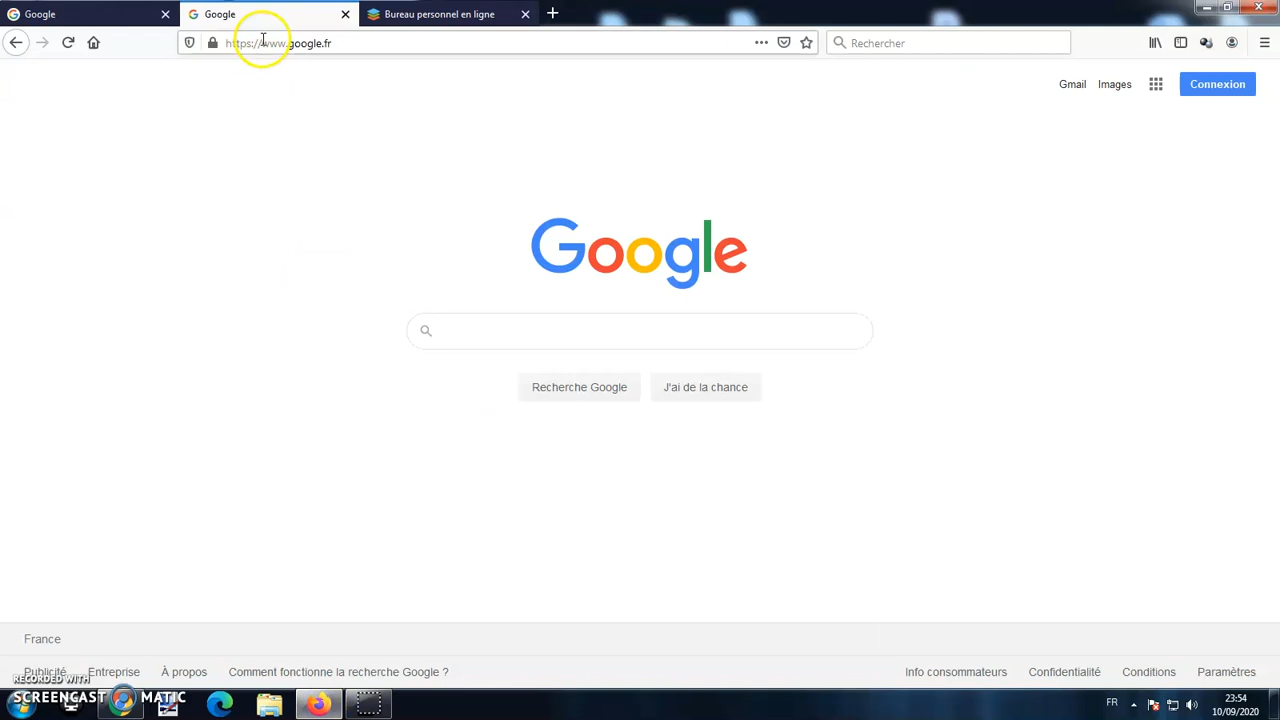 Google
Google
Bureau personnel en ligne
https://www.google.fr
Rechercher
Gmail
Images
Connexion
Google
Recherche Google
J'ai de la chance
France
Publicité
Entreprise
À propos
Comment fonctionne la recherche Google ?
Info consommateurs
Confidentialité
Conditions
Paramètres
RECORDED WITH
SCREENCAST MATIC
FR
23:54
10/09/2020